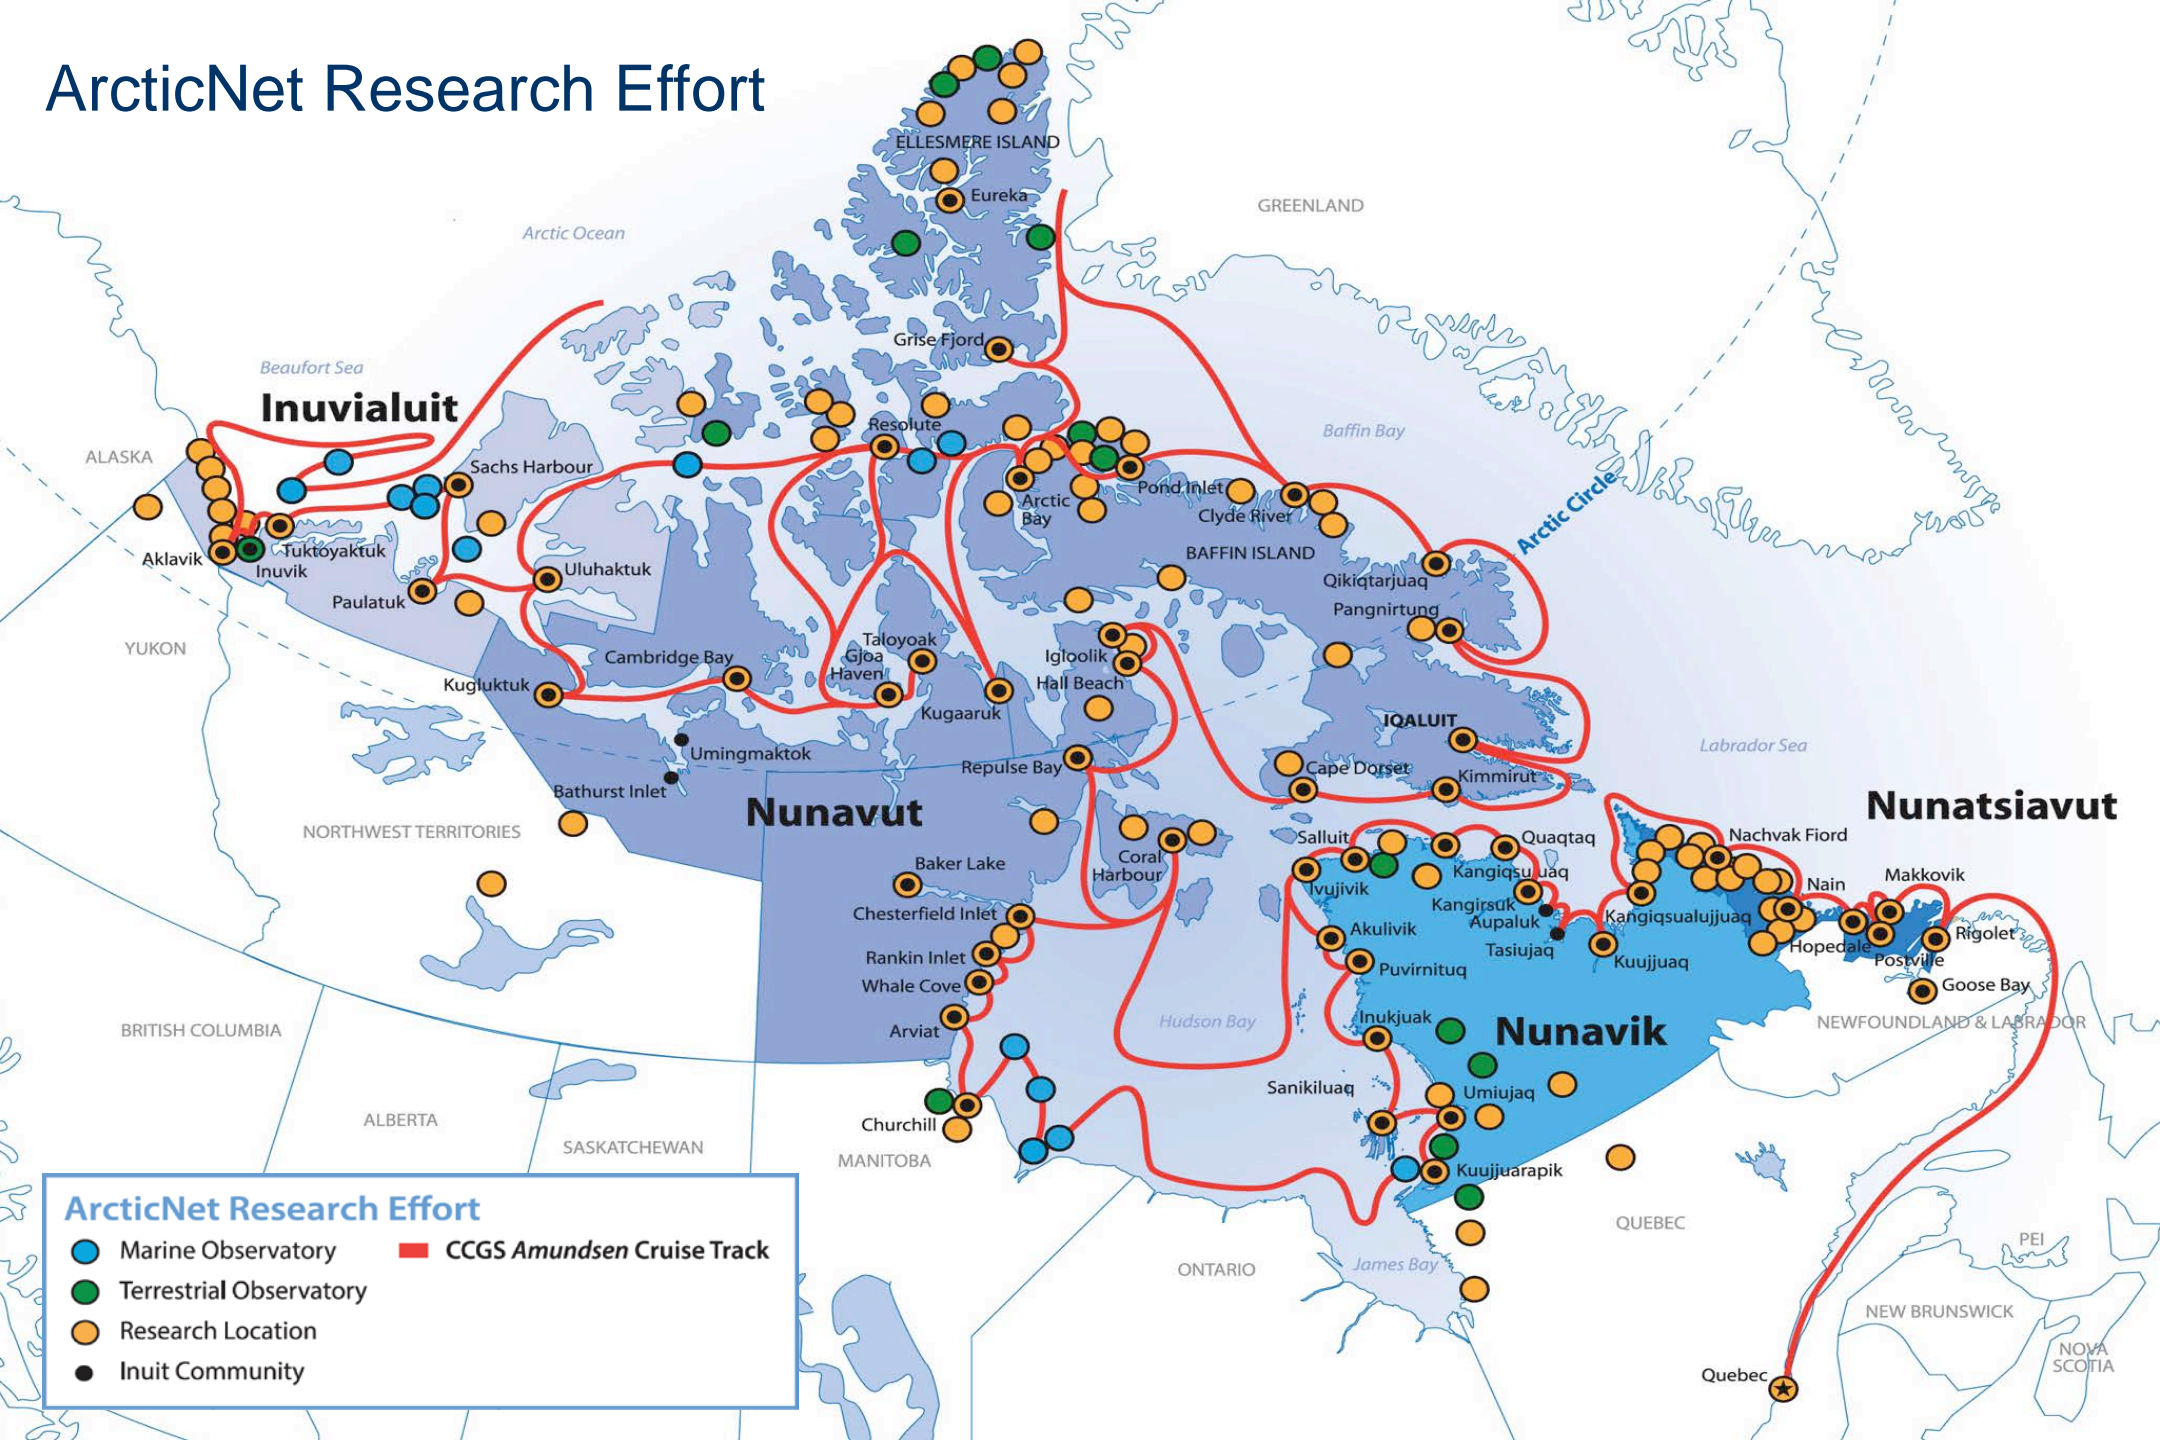 ArcticNet Research Effort
ELLESMERE ISLAND
Eureka
GREENLAND
Arctic Ocean
Grise Fjord
Beaufort Sea
Inuvialuit
Resolute
Baffin Bay
ALASKA
Sachs Harbour
Arctic Circle
Pond Inlet
Arctic
Bay
Clyde River
Tuktoyaktuk
Aklavik
Inuvik
BAFFIN ISLAND
Uluhaktuk
Qikiqtarjuaq
Paulatuk
Pangnirtung
YUKON
Taloyoak
Cambridge Bay
Gjoa
Haven
Igloolik
Hall Beach
Kugluktuk
Kugaaruk
IQALUIT
Labrador Sea
Umingmaktok
Repulse Bay
Cape Dorset
Kimmirut
Bathurst Inlet
Nunavut
Nunatsiavut
NORTHWEST TERRITORIES
Salluit
Quaqtaq
Nachvak Fiord
Baker Lake
Coral
Harbour
Kangiqsujuaq
Makkovik
Ivujivik
Nain
Kangirsuk
Chesterfield Inlet
Aupaluk
Kangiqsualujjuaq
Akulivik
Rigolet
Tasiujaq
Hopedale
Rankin Inlet
Puvirnituq
Kuujjuaq
Postville
Whale Cove
Goose Bay
Arviat
Hudson Bay
Inukjuak
Nunavik
NEWFOUNDLAND & LABRADOR
BRITISH COLUMBIA
Sanikiluaq
Umiujaq
ALBERTA
Churchill
SASKATCHEWAN
MANITOBA
Kuujjuarapik
QUEBEC
PEI
ONTARIO
James Bay
NEW BRUNSWICK
NOVA
SCOTIA
Quebec
ArcticNet Research Effort
Marine Observatory
CCGS Amundsen Cruise Track
Terrestrial Observatory
Research Location
Inuit Community